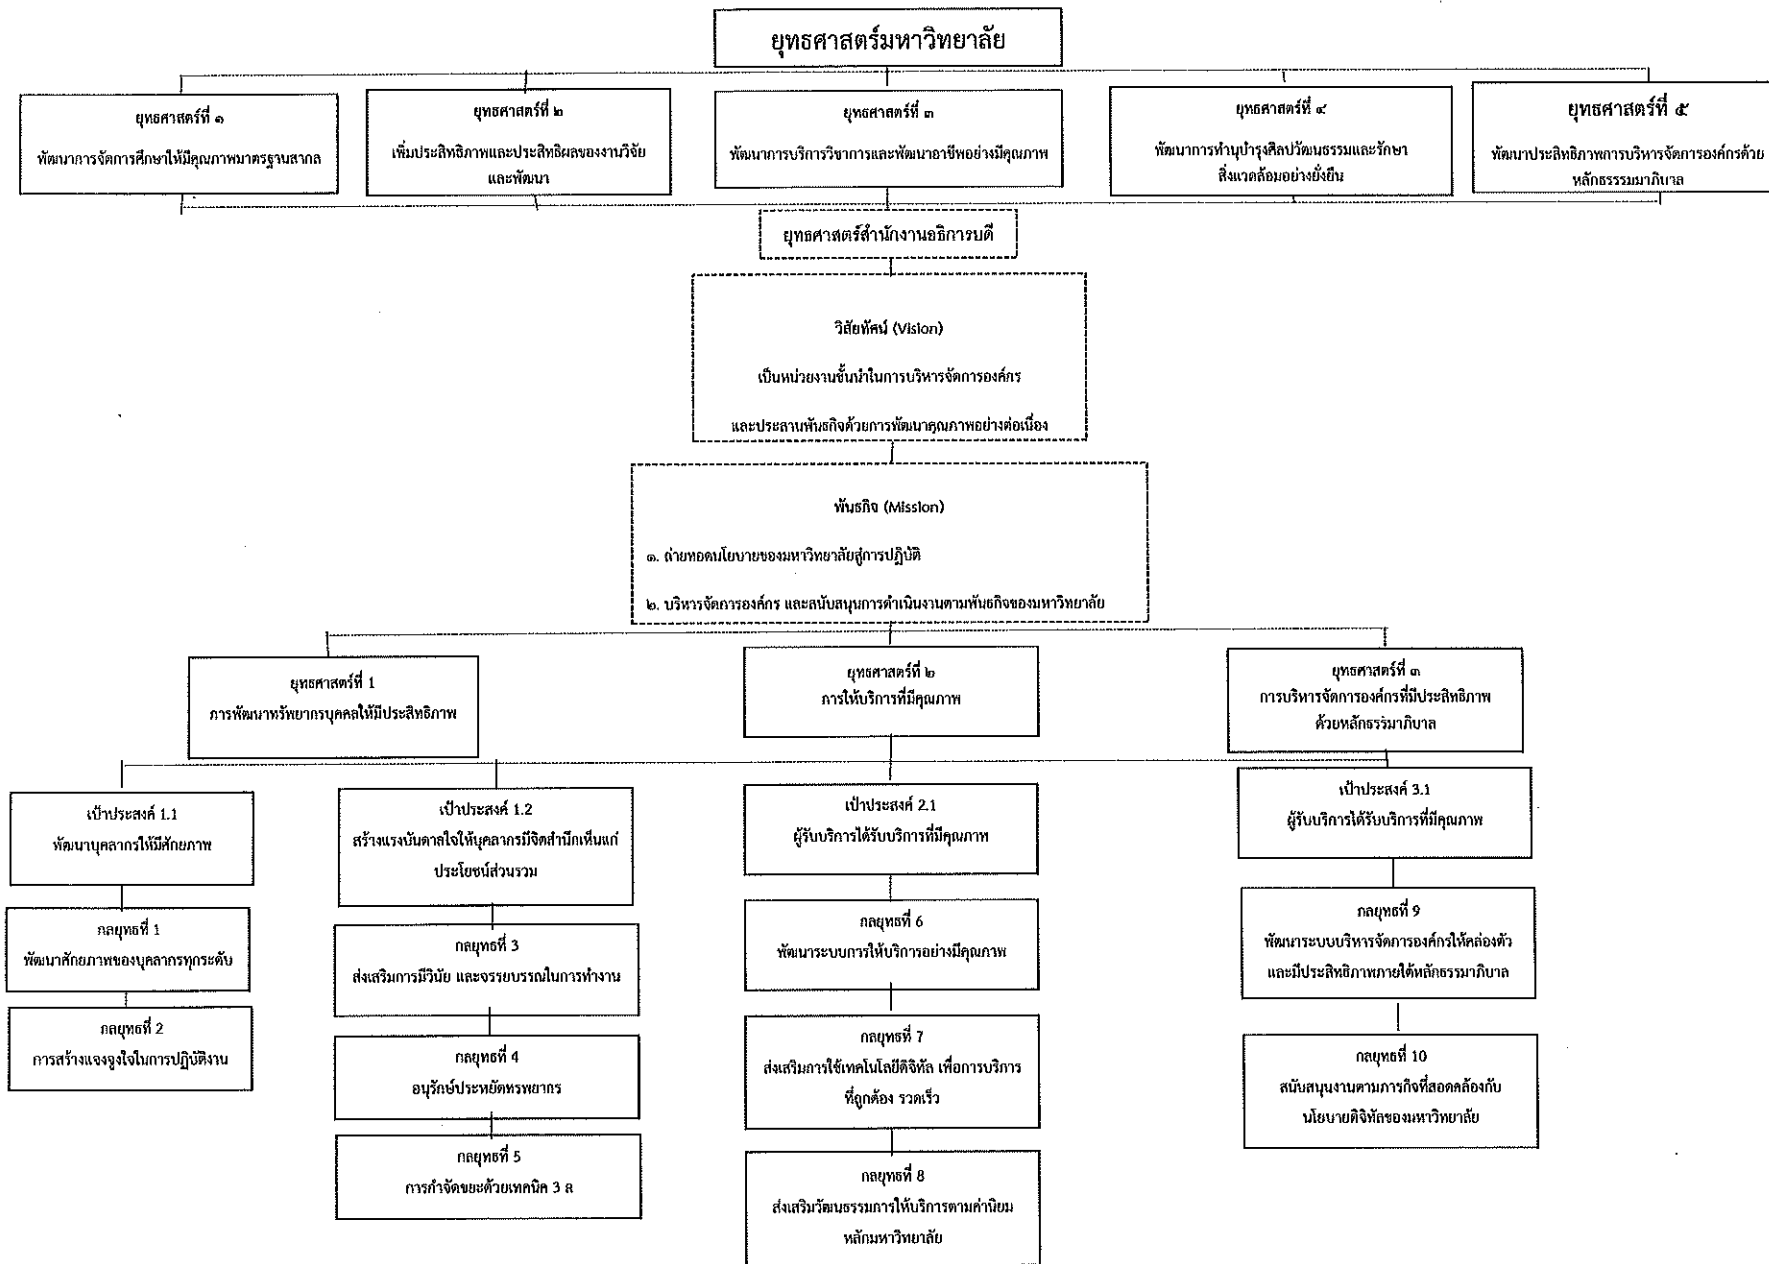 ยุทธศาสตร์มหาวิทยาลัย
ยุทธศาสตร์ที่ ๑
พัฒนาการจัดการศึกษาให้มีคุณภาพมาตรฐานสากล
ยุทธศาสตร์ที่ ๒
เพิ่มประสิทธิภาพและประสิทธิผลของงานวิจัย
และพัฒนา
ยุทธศาสตร์ที่ ๓
พัฒนาการบริการวิชาการและพัฒนาอาชีพอย่างมีคุณภาพ
ยุทธศาสตร์ที่ ๔
พัฒนาการทำนุบำรุงศิลปวัฒนธรรมและรักษา
สิ่งแวดล้อมอย่างยั่งยืน
ยุทธศาสตร์ที่ ๕
พัฒนาประสิทธิภาพการบริหารจัดการองค์กรด้วย
หลักธรรรมมาภิบาล
ยุทธศาสตร์สำนักงานอธิการบดี
วิสัยทัศน์ (Vision)
เป็นหน่วยงานชั้นนำในการบริหารจัดการองค์กร
และประสานพันธกิจด้วยการพัฒนาคุณภาพอย่างต่อเนื่อง
พันธกิจ (Mission)
๑. ถ่ายทอดนโยบายของมหาวิทยาลัยสู่การปฏิบัติ
๒. บริหารจัดการองค์กร และสนับสนุนการดำเนินงานตามพันธกิจของมหาวิทยาลัย
ยุทธศาสตร์ที่ 1
การพัฒนาทรัพยากรบุคคลให้มีประสิทธิภาพ
ยุทธศาสตร์ที่ ๒
การให้บริการที่มีคุณภาพ
ยุทธศาสตร์ที่ ๓
การบริหารจัดการองค์กรที่มีประสิทธิภาพ
ด้วยหลักธรรมาภิบาล
เป้าประสงค์ 1.1
พัฒนาบุคลากรให้มีศักยภาพ
เป้าประสงค์ 1.2
สร้างแรงบันดาลใจให้บุคลากรมีจิตสำนึกเห็นแก่
ประโยชน์ส่วนรวม
เป้าประสงค์ 2.1
ผู้รับบริการได้รับบริการที่มีคุณภาพ
เป้าประสงค์ 3.1
ผู้รับบริการได้รับบริการที่มีคุณภาพ
กลยุทธที่ 1
พัฒนาศักยภาพของบุคลากรทุกระดับ
กลยุทธที่ 2
การสร้างแจงจูงใจในการปฏิบัติงาน
กลยุทธที่ 3
ส่งเสริมการมีวินัย และจรรยบรรณในการทำงาน
กลยุทธที่ 4
อนุรักษ์ประหยัดทรพยากร
กลยุทธที่ 5
การกำจัดขยะด้วยเทคนิค 3 ส
กลยุทธที่ 6
พัฒนาระบบการให้บริการอย่างมีคุณภาพ
กลยุทธที่ 7
ส่งเสริมการใช้เทคโนโลยีดิจิทัล เพื่อการบริการ
ที่ถูกต้อง รวดเร็ว
กลยุทธที่ 8
ส่งเสริมวัฒนธรรมการให้บริการตามค่านิยม
หลักมหาวิทยาลัย
กลยุทธที่ 9
พัฒนาระบบบริหารจัดการองค์กรให้คล่องตัว
และมีประสิทธิภาพภายใต้หลักธรรมาภิบาล
กลยุทธที่ 10
สนับสนุนงานตามภารกิจที่สอดคล้องกับ
นโยบายดิจิทัลของมหาวิทยาลัย